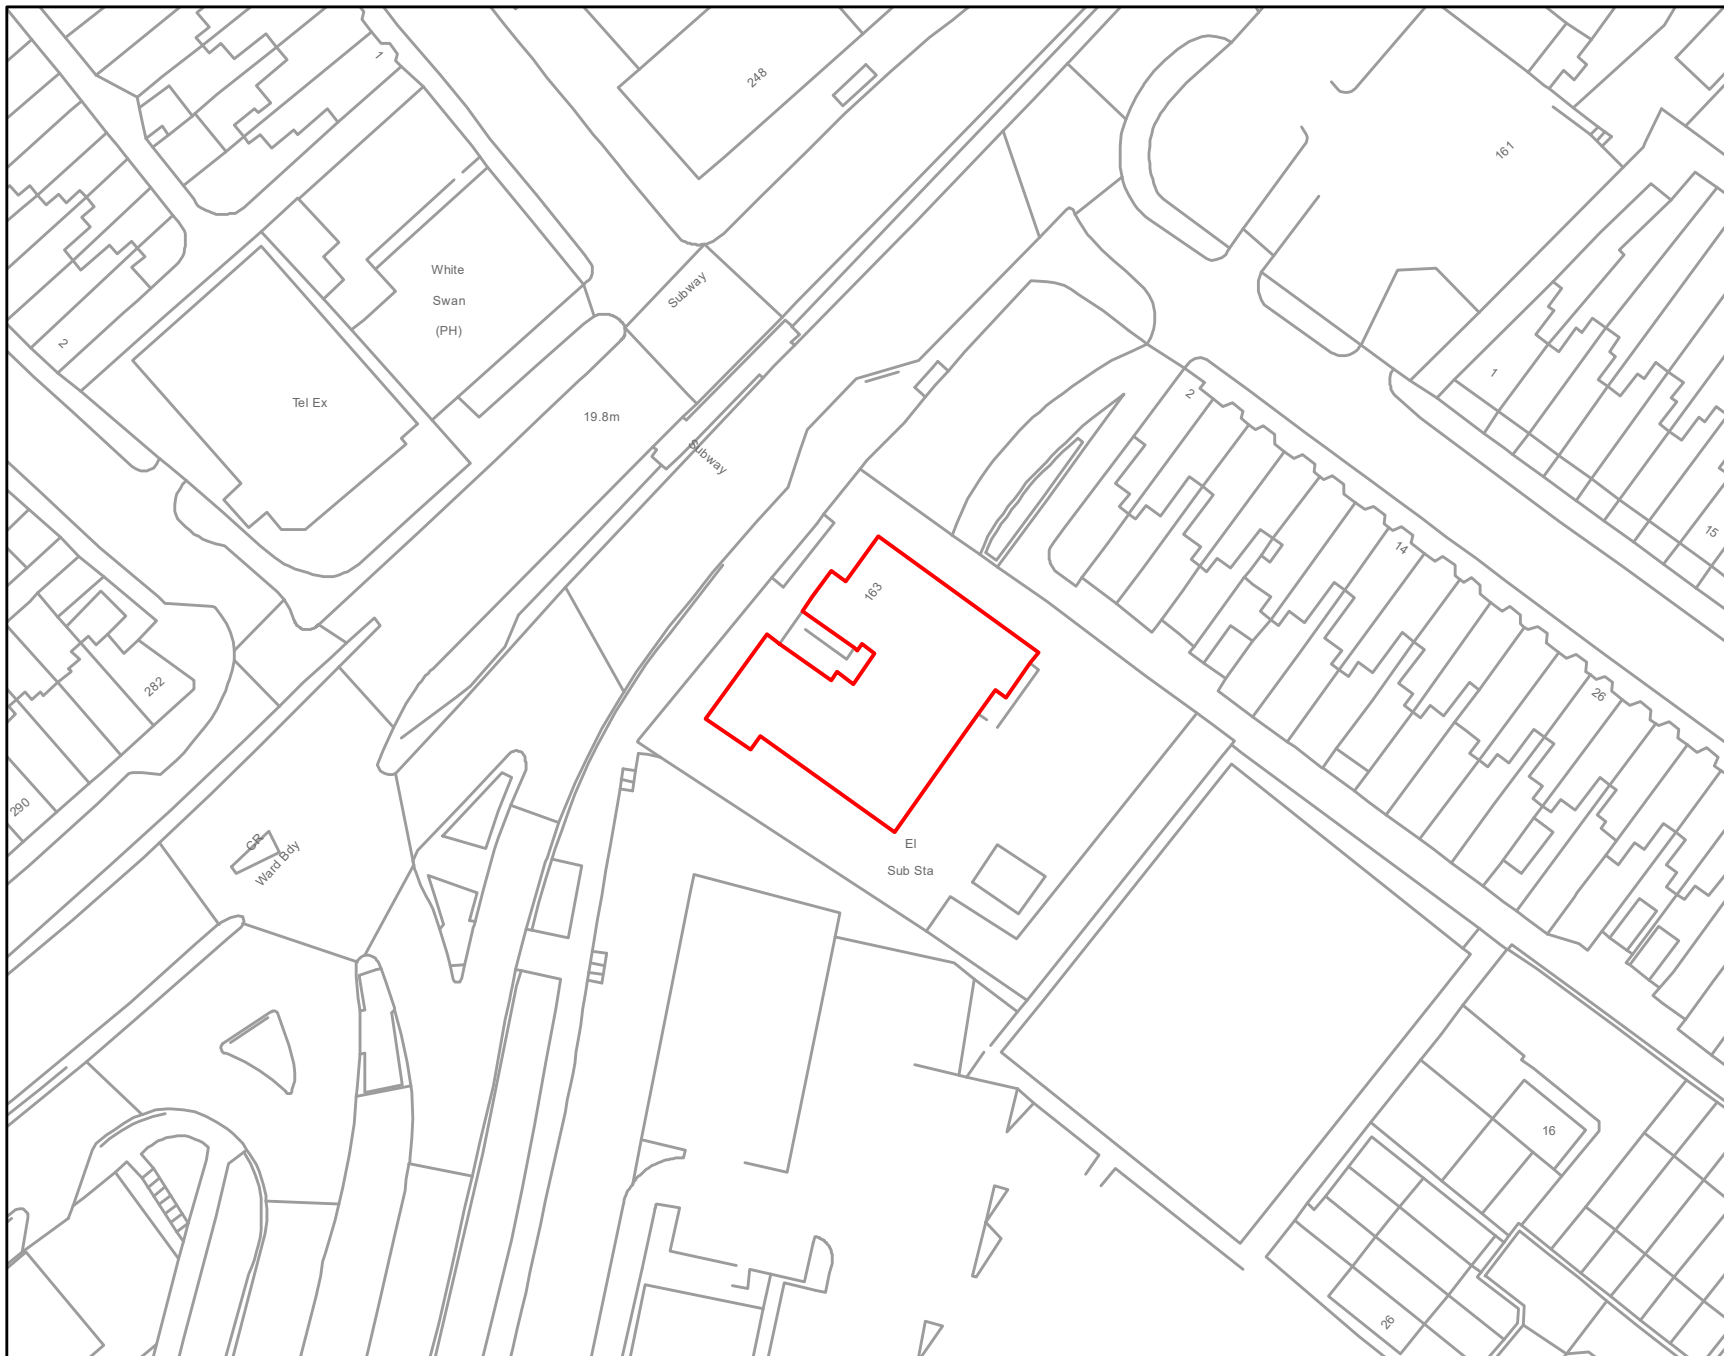 1
248
161
White
Swan
(PH)
Subway
2
Tel Ex
19.8m
Subway
2
1
15
14
163
282
26
290
CR
Ward Bdy
El
Sub Sta
16
26